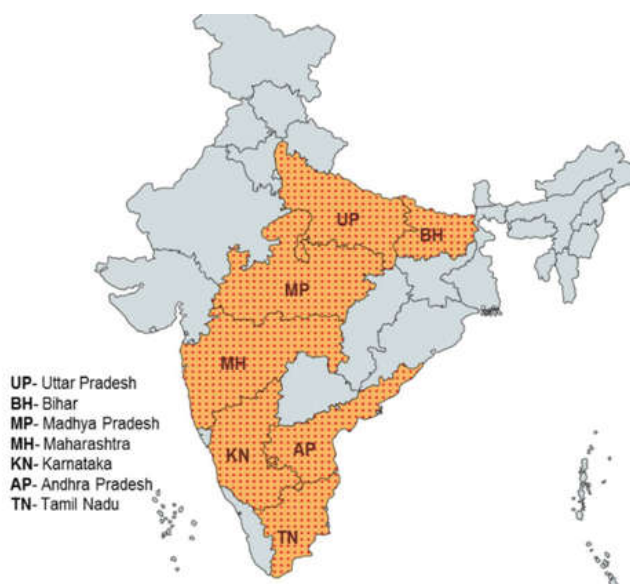 UP
BH
MP
MH
KN
AP
TN
UP- Uttar Pradesh
BH- Bihar
MP- Madhya Pradesh
MH- Maharashtra
KN- Karnataka
AP- Andhra Pradesh
TN- Tamil Nadu